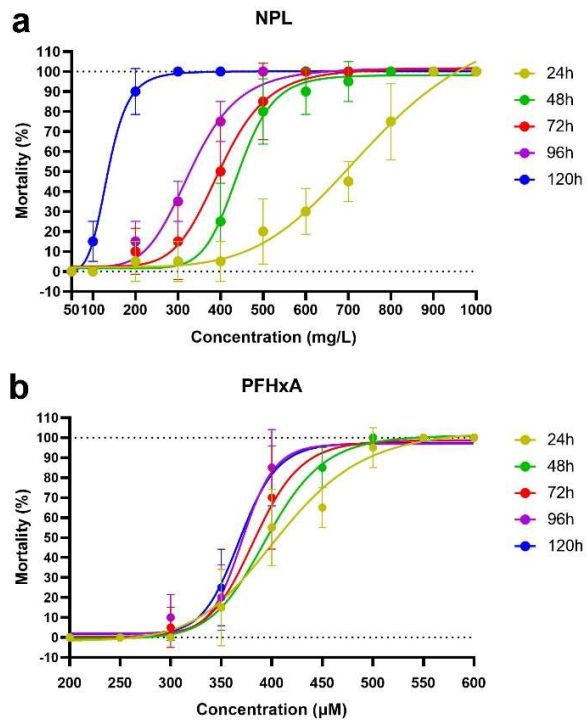 a
NPL
110
100
90
80
70
60
50
40
30
20
10
0
-10
Mortality (%)
50 100 200 300 400 500 600 700 800 900 1000
Concentration (mg/L)
24h
48h
72h
96h
120h
b
PFHxA
110
100
90
80
70
60
50
40
30
20
10
0
-10
Mortality (%)
200 250 300 350 400 450 500 550 600
Concentration (µM)
24h
48h
72h
96h
120h